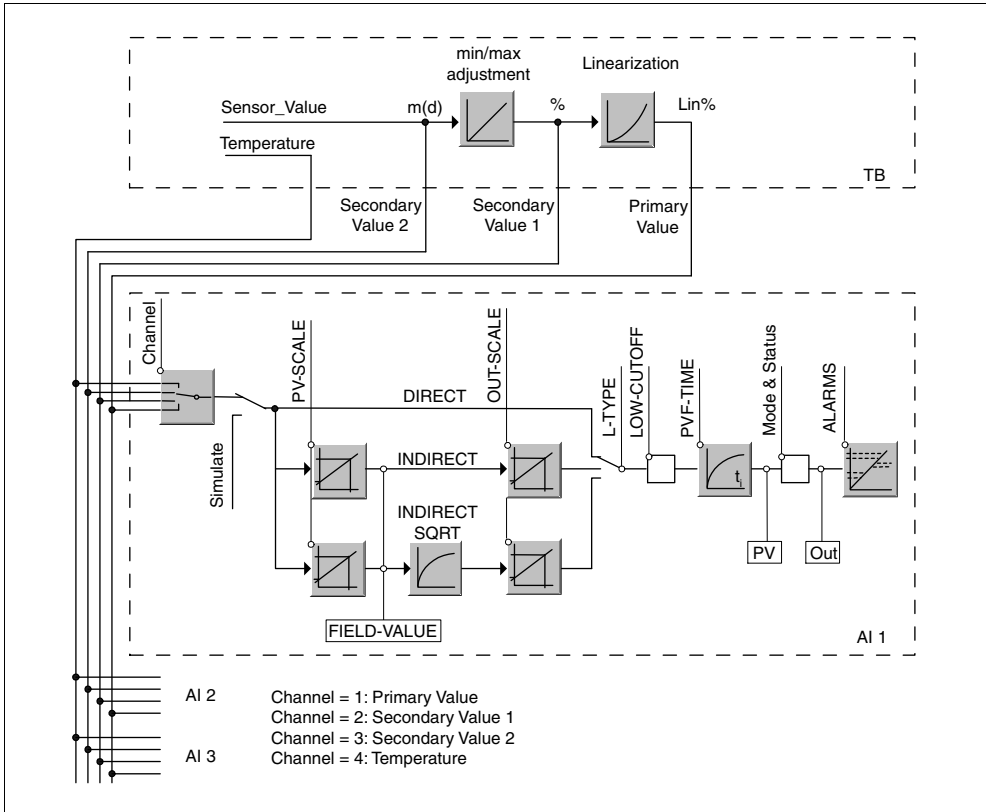 min/max
adjustment
Linearization
Sensor_Value
m(d)
%
Lin%
Temperature
TB
Secondary
Value 2
Secondary
Value 1
Primary
Value
Channel
PV-SCALE
OUT-SCALE
L-TYPE
LOW-CUTOFF
PVF-TIME
Mode & Status
ALARMS
DIRECT
Simulate
INDIRECT
ti
INDIRECT
SQRT
PV
Out
FIELD-VALUE
AI 1
AI 2
Channel = 1: Primary Value
Channel = 2: Secondary Value 1
Channel = 3: Secondary Value 2
AI 3
Channel = 4: Temperature